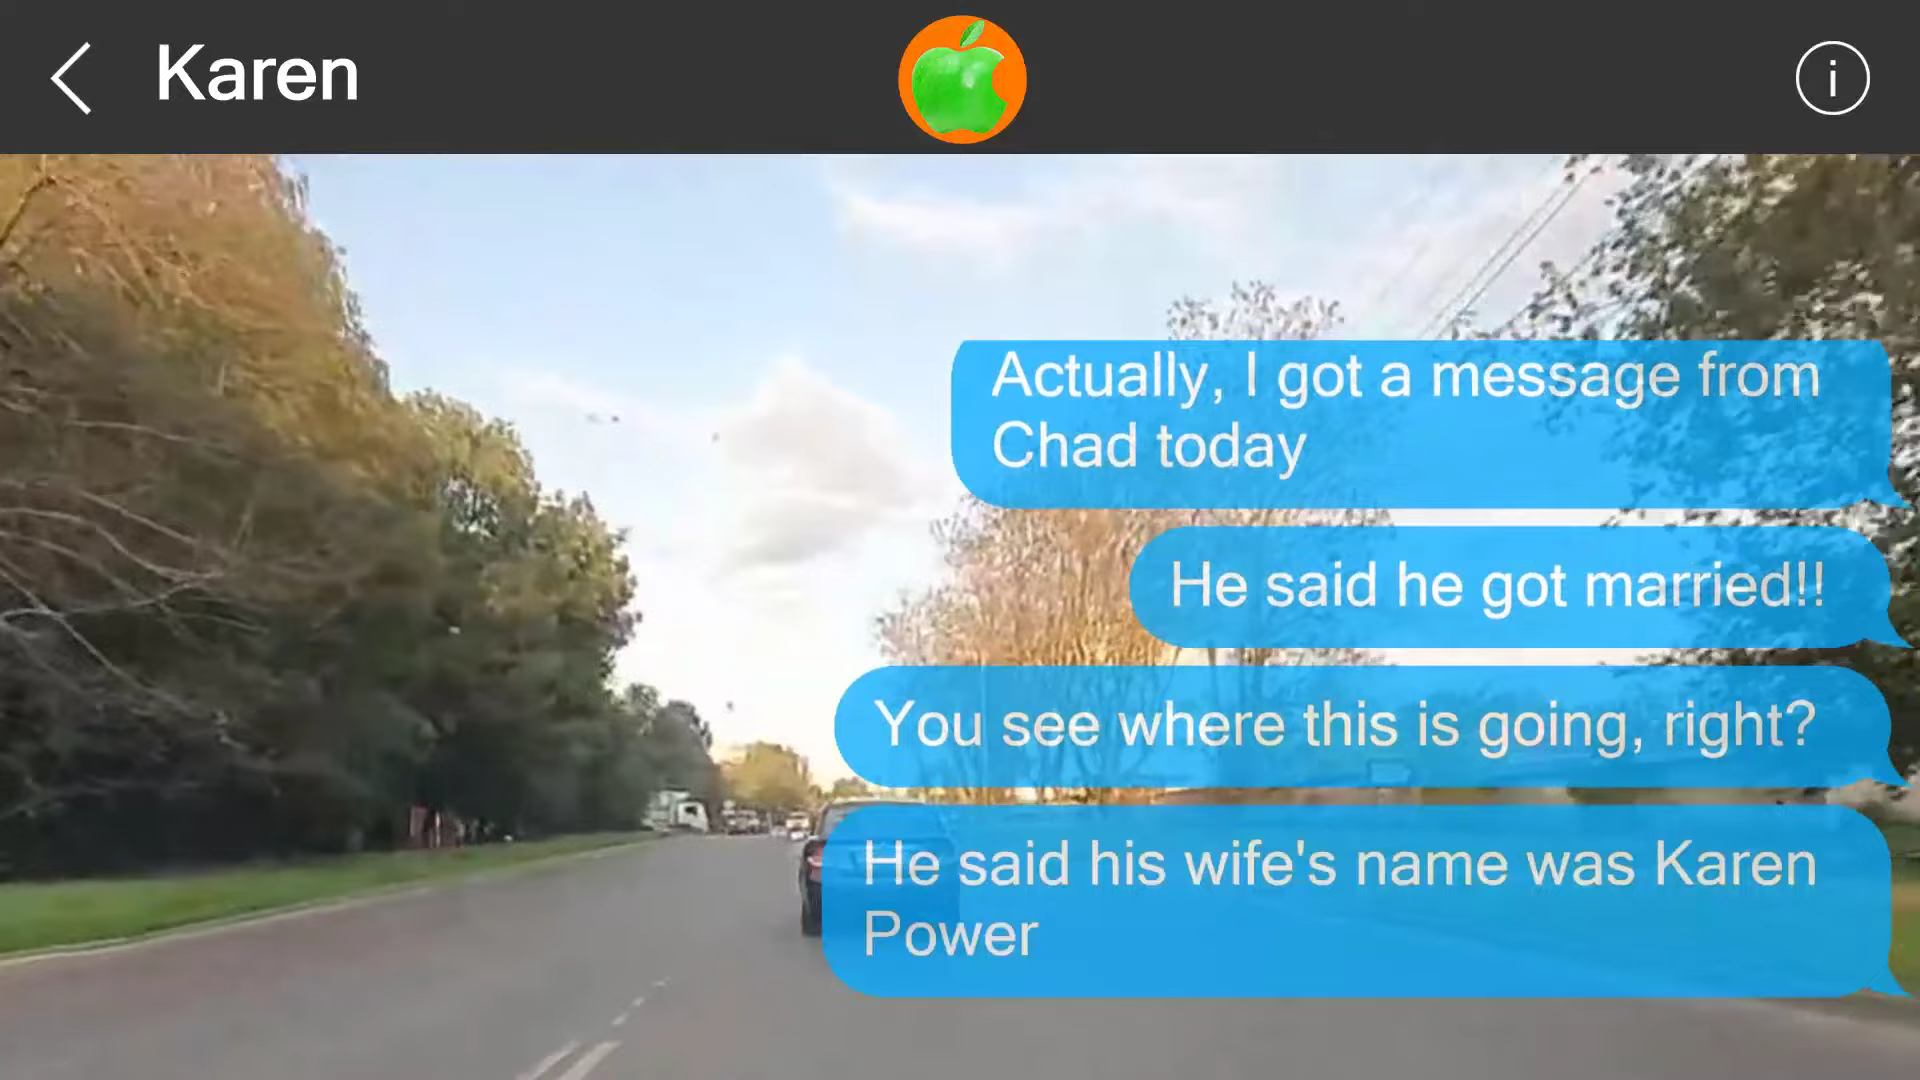 Karen
i
Actually, I got a message from
Chad today
He said he got married!!
You see where this is going, right?
He said his wife's name was Karen
Power